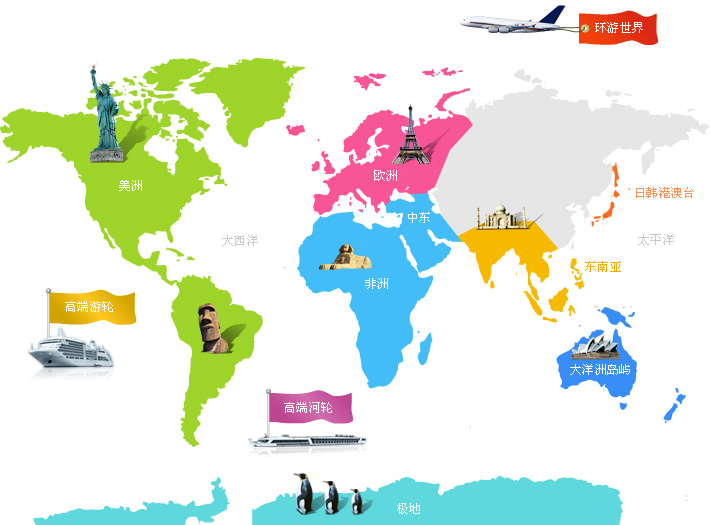 环游世界
美洲
欧洲
日韩港澳台
中东
大西洋
太平洋
东南亚
非洲
高端游轮
大洋洲岛屿
高端河轮
极地